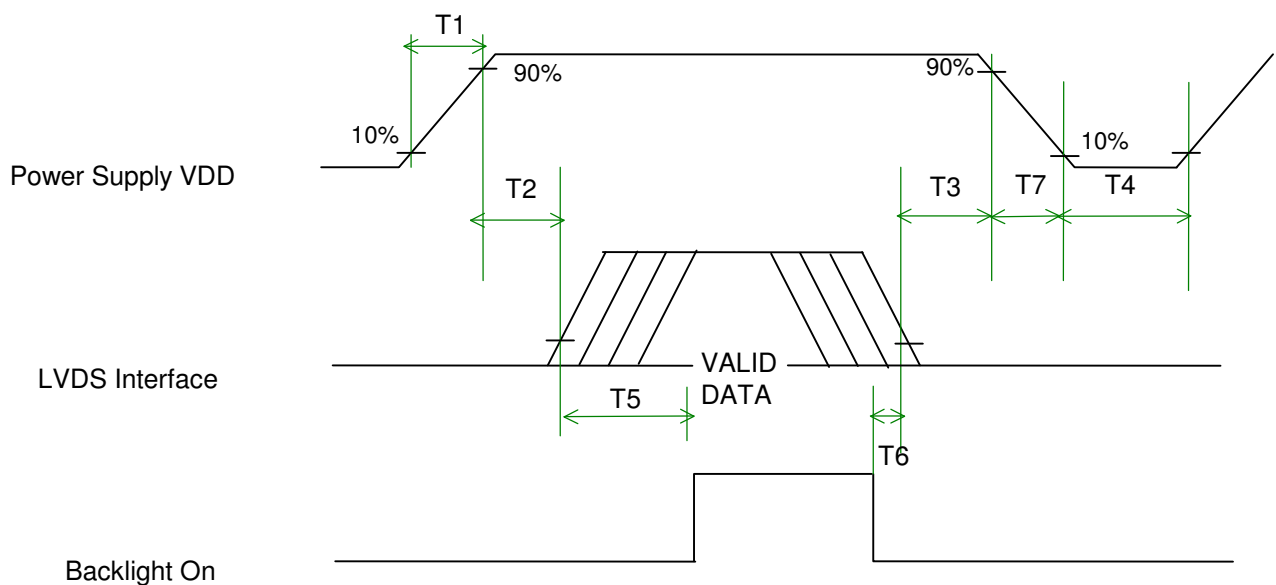 T1
90%
90%
10%
10%
Power Supply VDD
T2
T3
T7
T4
VALID
DATA
LVDS Interface
T5
T6
Backlight On